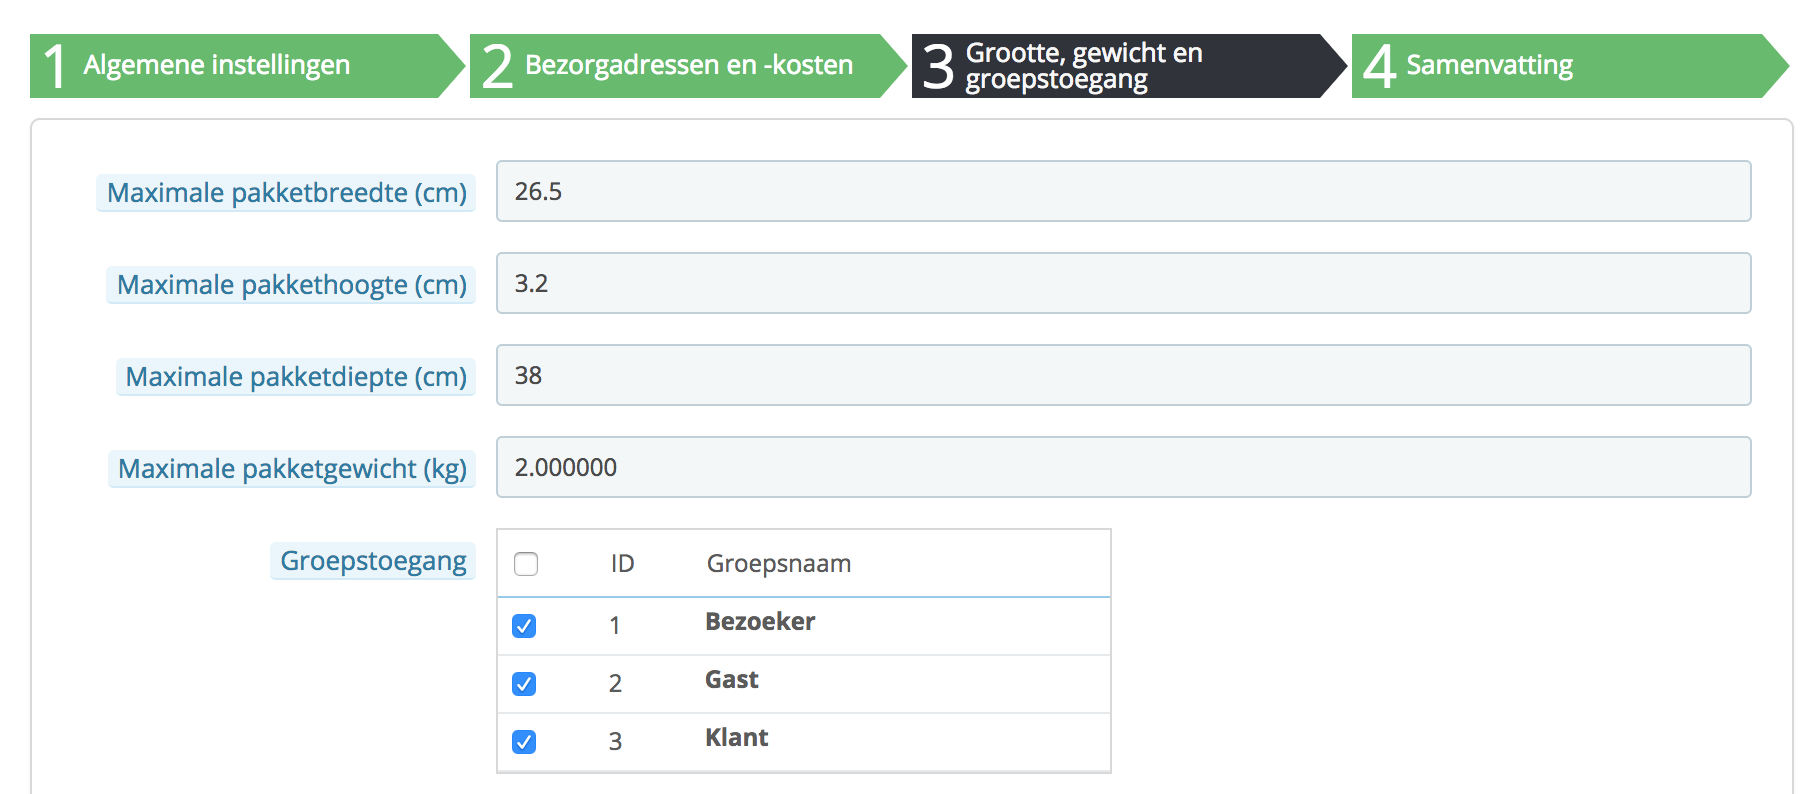 1 Algemene instellingen
2 Bezorgadressen en -kosten
3 Grootte, gewicht en
groepstoegang
4 Samenvatting
Maximale pakketbreedte (cm) 26.5
Maximale pakkethoogte (cm) 3.2
Maximale pakketdiepte (cm) 38
Maximale pakketgewicht (kg) 2.000000
Groepstoegang
ID Groepsnaam
1 Bezoeker
2 Gast
3 Klant